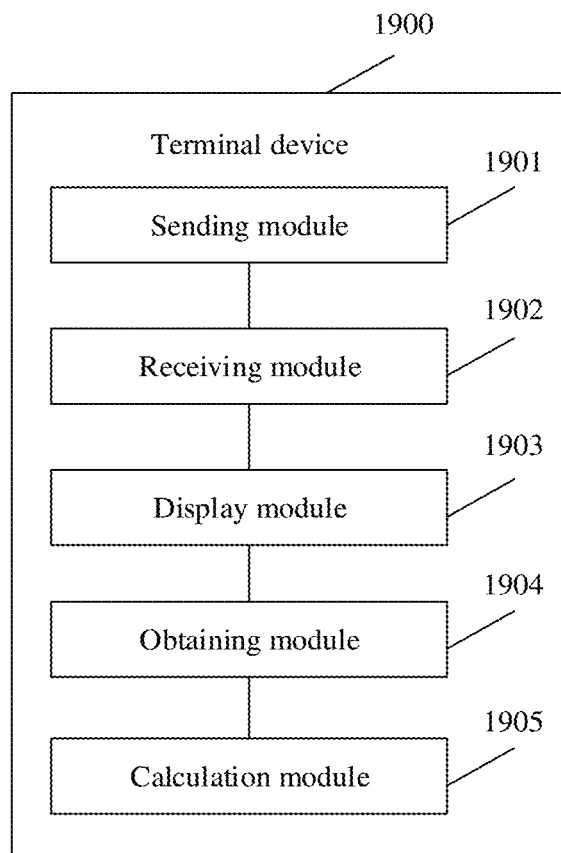 1900
Terminal device
1901
Sending module
1902
Receiving module
1903
Display module
1904
Obtaining module
1905
Calculation module